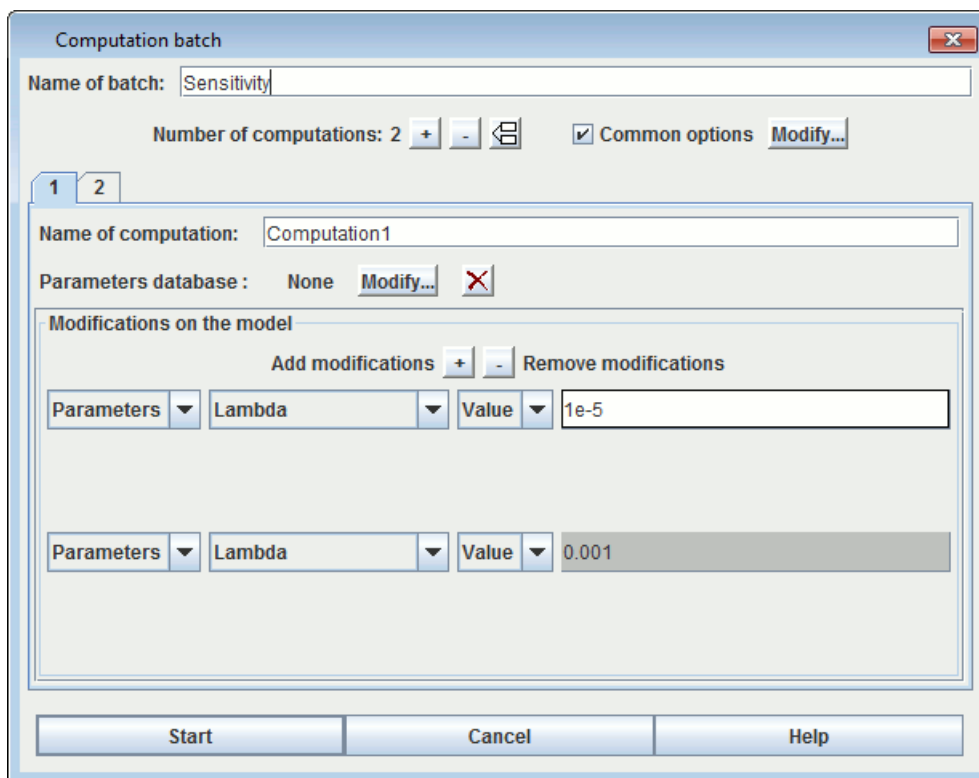 Computation batch
Name of batch: Sensitivity
Number of computations: 2 + - Common options Modify...
1 2
Name of computation: Computation1
Parameters database : None Modify...
Modifications on the model
Add modifications + - Remove modifications
Parameters Lambda Value 1e-5
Parameters Lambda Value 0.001
Start Cancel Help